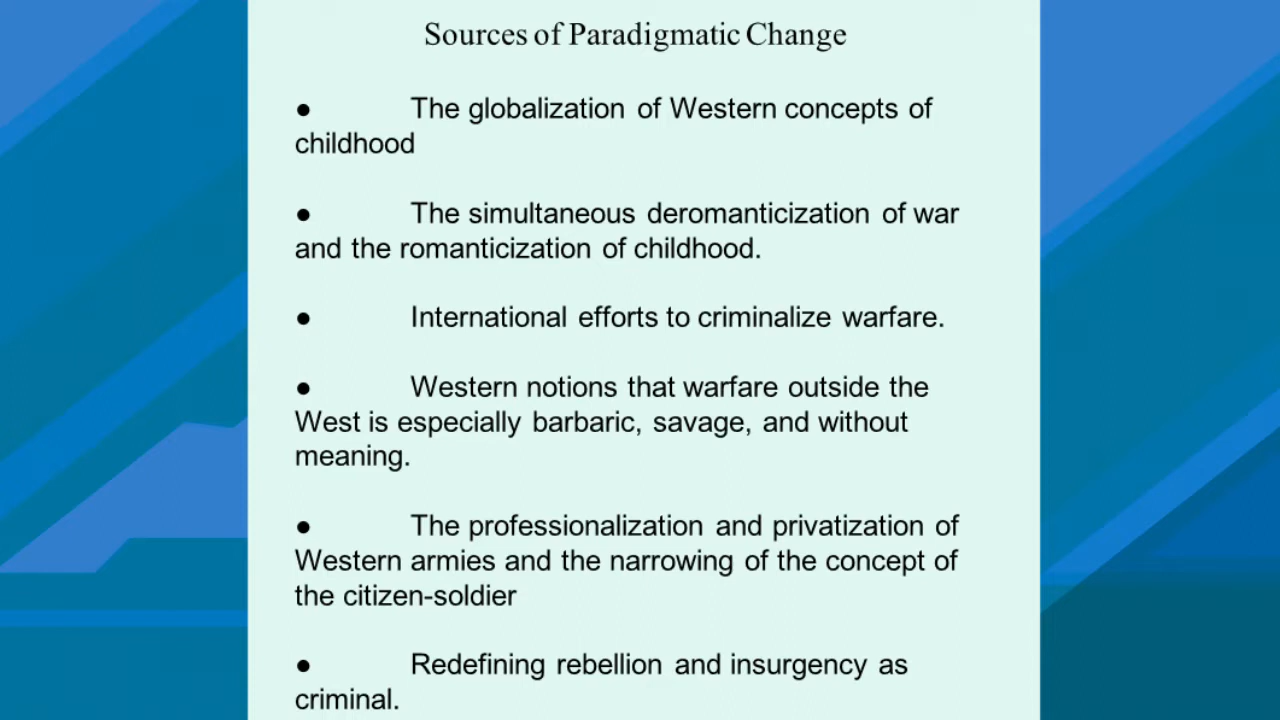 Sources of Paradigmatic Change
● The globalization of Western concepts of
childhood
● The simultaneous deromanticization of war
and the romanticization of childhood.
● International efforts to criminalize warfare.
● Western notions that warfare outside the
West is especially barbaric, savage, and without
meaning.
● The professionalization and privatization of
Western armies and the narrowing of the concept of
the citizen-soldier
● Redefining rebellion and insurgency as
criminal.